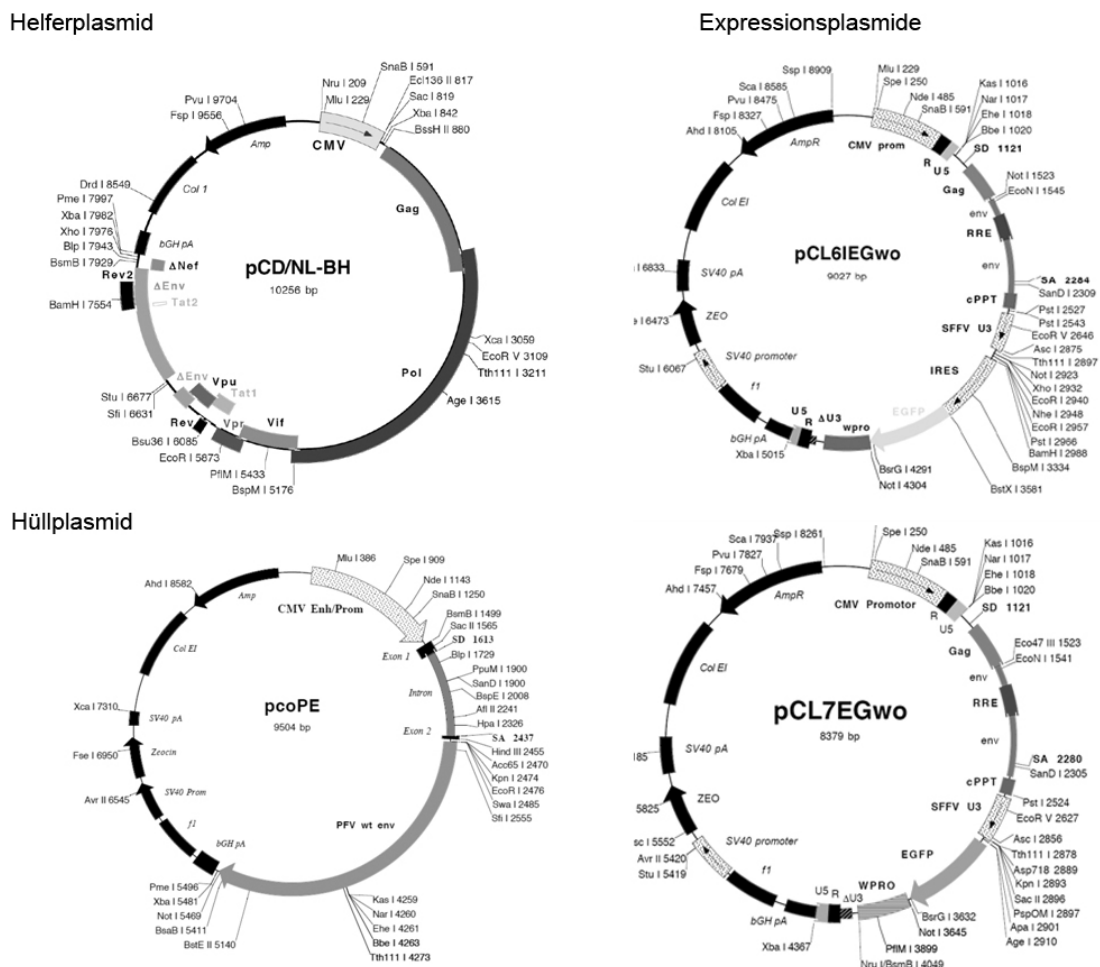 Helferplasmid
Expressionsplasmide
SnaB I 591
Nru I 209
Ecl136 II 817
Mlu I 229
Sac I 819
Pvu I 9704
Xba I 842
Fsp I 9556
BssH II 880
Amp
CMV
Drd I 8549
Col 1
Pme I 7997
Xba I 7982
Gag
Xho I 7976
bGH pA
Blp I 7943
BsmB I 7929
ΔNef
pCD/NL-BH
Rev2
10256 bp
ΔEnv
BamH I 7554
Tat2
Xca I 3059
EcoR V 3109
Pol
Tth111 I 3211
ΔEnv
Vpu
Age I 3615
Stu I 6677
Tat1
Sfi I 6631
Rev
Vpr
Vif
Bsu36 I 6085
EcoR I 5873
PflM I 5433
BspM I 5176
Ssp I 8909
Mlu I 229
Spe I 250
Sca I 8585
Kas I 1016
Pvu I 8475
Nde I 485
Nar I 1017
Fsp I 8327
SnaB I 591
Ehe I 1018
Ahd I 8105
Bbe I 1020
AmpR
CMV prom
SD 1121
R
U5
Gag
Not I 1523
EcoN I 1545
Col EI
env
RRE
pCL6IEGwo
9027 bp
env
I 6833
SV40 pA
SA 2284
SanD I 2309
cPPT
Pst I 2527
e I 6473
ZEO
SFFV U3
Pst I 2543
EcoR V 2646
SV40 promoter
Asc I 2875
Stu I 6067
IRES
Tth111 I 2897
Not I 2923
f1
Xho I 2932
EcoR I 2940
EGFP
Nhe I 2948
U5
ΔU3
EcoR I 2957
R
wpro
Pst I 2966
bGH pA
BamH I 2988
Xba I 5015
BsrG I 4291
BspM I 3334
Not I 4304
BstX I 3581
Hüllplasmid
Mlu I 386
Spe I 909
Ahd I 8582
Nde I 1143
Amp
SnaB I 1250
CMV Enh/Prom
BsmB I 1499
Sac II 1565
SD 1613
Col EI
Exon 1
Blp I 1729
PpuM I 1900
SanD I 1900
Intron
BspE I 2008
Xca I 7310
pcoPE
Afl II 2241
SV40 pA
9504 bp
Hpa I 2326
Exon 2
SA 2437
Fse I 6950
Zeocin
Hind III 2455
Acc65 I 2470
Kpn I 2474
EcoR I 2476
Avr II 6545
SV40 Prom
Swa I 2485
Sfi I 2555
f1
PFV wt env
bGH pA
Pme I 5496
Xba I 5481
Kas I 4259
Not I 5469
Nar I 4260
BsaB I 5411
Ehe I 4261
BstE II 5140
Bbe I 4263
Tth111 I 4273
Ssp I 8261
Spe I 250
Sca I 7937
Nde I 485
Kas I 1016
Pvu I 7827
SnaB I 591
Nar I 1017
Fsp I 7679
Ehe I 1018
Ahd I 7457
AmpR
Bbe I 1020
CMV Promotor
SD 1121
R
U5
Gag
Eco47 III 1523
Col EI
EcoN I 1541
env
RRE
pCL7EGwo
8379 bp
env
185
SV40 pA
SA 2280
SanD I 2305
cPPT
5825
ZEO
SFFV U3
Pst I 2524
EcoR V 2627
sc I 5552
SV40 promoter
Asc I 2856
Avr II 5420
EGFP
Tth111 I 2878
Stu I 5419
Asp718 I 2889
f1
WPRO
Kpn I 2893
U5
R
ΔU3
Sac II 2896
PspOM I 2897
bGH pA
BsrG I 3632
Apa I 2901
Xba I 4367
Not I 3645
Age I 2910
PflM I 3899
Nru I/BsmB I 4049